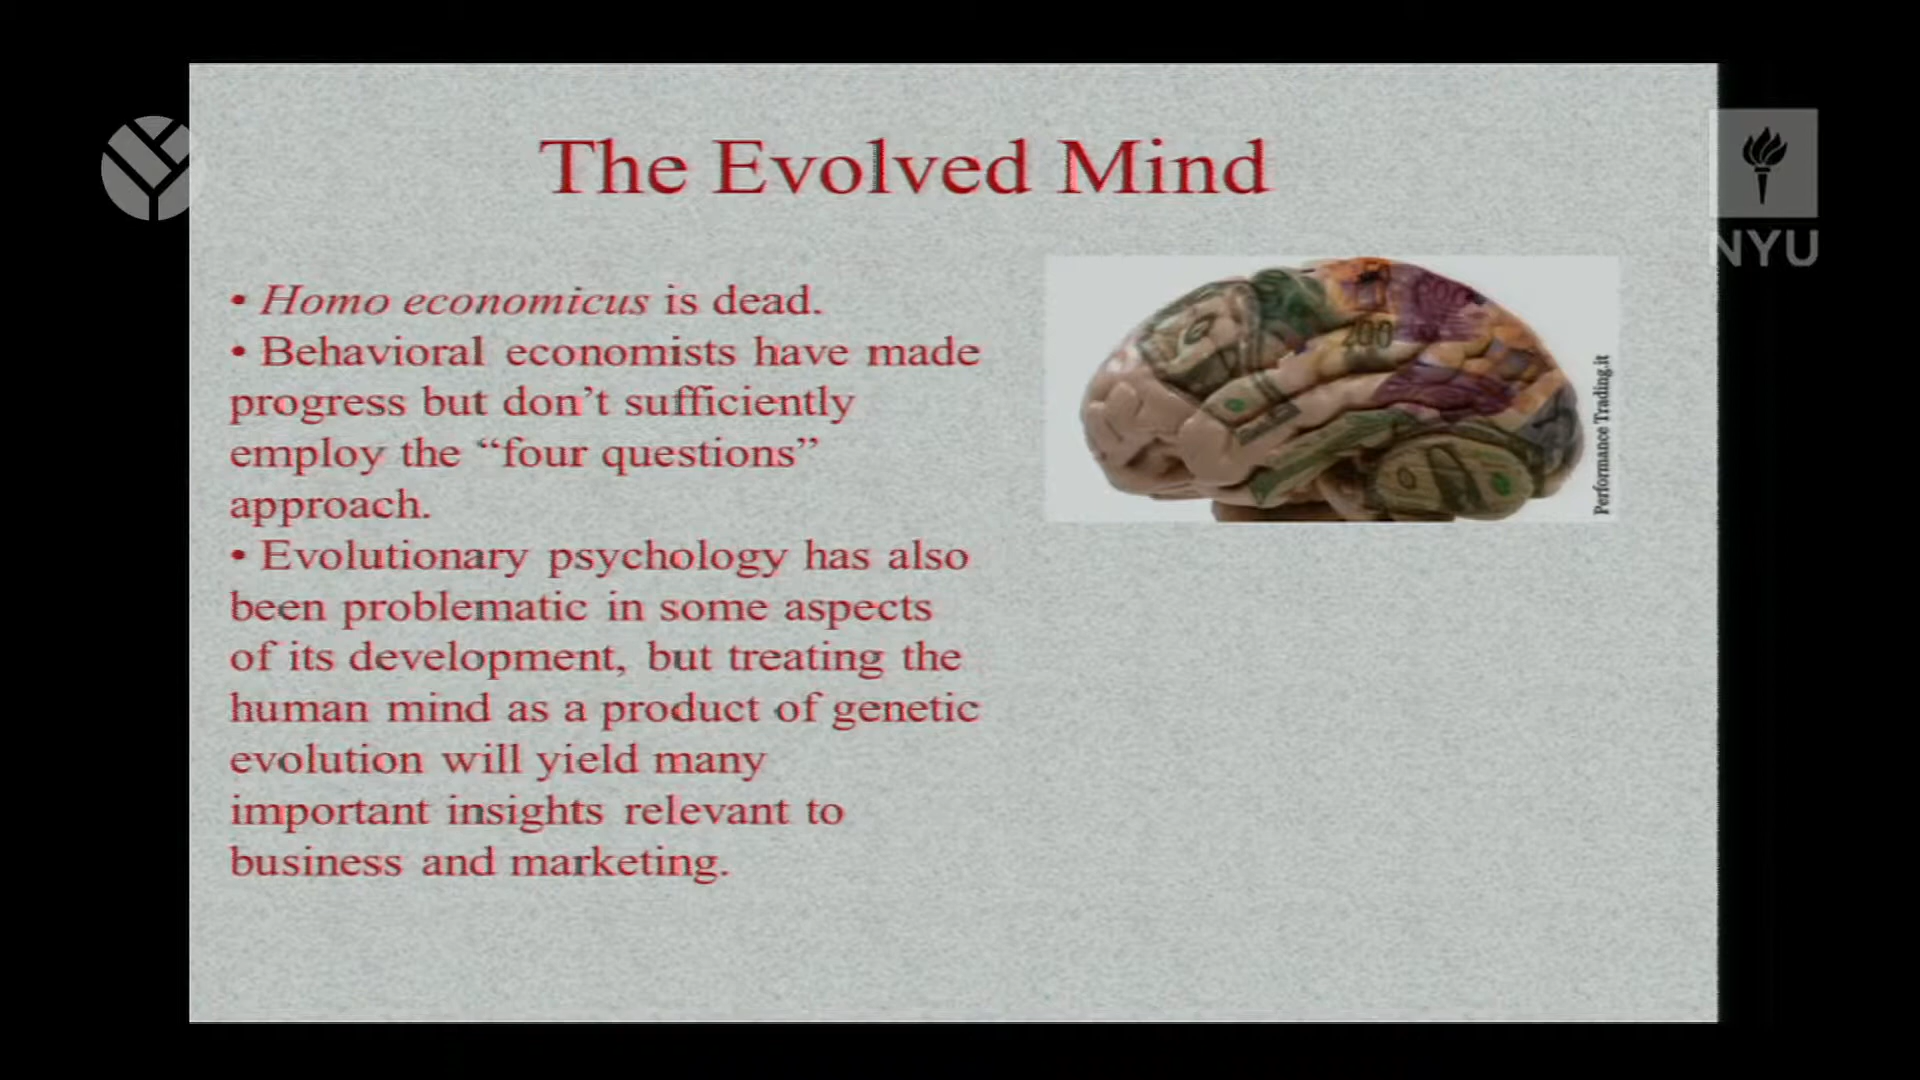 The Evolved Mind
NYU
• Homo economicus is dead.
• Behavioral economists have made
progress but don’t sufficiently
employ the “four questions”
approach.
• Evolutionary psychology has also
been problematic in some aspects
of its development, but treating the
human mind as a product of genetic
evolution will yield many
important insights relevant to
business and marketing.
200
Performance Trading.it